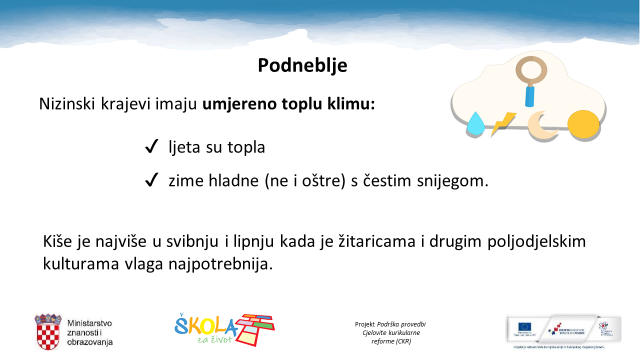 Podneblje
Nizinski krajevi imaju umjereno toplu klimu:
✓ ljeta su topla
✓ zime hladne (ne i oštre) s čestim snijegom.
Kiše je najviše u svibnju i lipnju kada je žitaricama i drugim poljodjelskim
kulturama vlaga najpotrebnija.
Ministarstvo
znanosti i
obrazovanja
ŠKOLA
za život
Projekt Podrška provedbi
Cjelovite kurikularne
reforme (CKR)